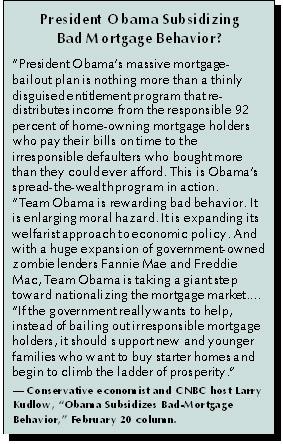 President Obama Subsidizing
Bad Mortgage Behavior?
"President Obama's massive mortgage-
bailout plan is nothing more than a thinly
disguised entitlement program that re-
distributes income from the responsible 92
percent of home-owning mortgage holders
who pay their bills on time to the
irresponsible defaulters who bought more
than they could ever afford. This is Obama's
spread-the-wealth program in action.
"Team Obama is rewarding bad behavior. It
is enlarging moral hazard. It is expanding its
welfarist approach to economic policy. And
with a huge expansion of government-owned
zombie lenders Fannie Mae and Freddie
Mac, Team Obama is taking a giant step
toward nationalizing the mortgage market....
"If the government really wants to help,
instead of bailing out irresponsible mortgage
holders, it should support new and younger
families who want to buy starter homes and
begin to climb the ladder of prosperity."
— Conservative economist and CNBC host Larry
Kudlow, "Obama Subsidizes Bad-Mortgage
Behavior," February 20 column.